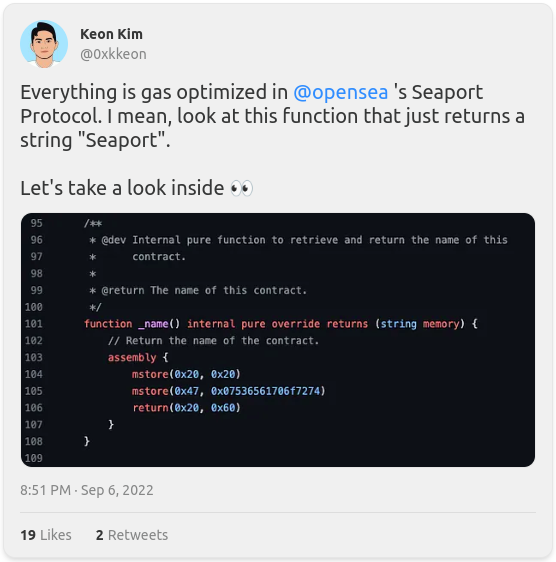 Keon Kim
@0xkkeon
Everything is gas optimized in @opensea 's Seaport
Protocol. I mean, look at this function that just returns a
string "Seaport".
Let's take a look inside 👀
95 /**
96 * @dev Internal pure function to retrieve and return the name of this
97 * contract.
98 *
99 * @return The name of this contract.
100 */
101 function _name() internal pure override returns (string memory) {
102 // Return the name of the contract.
103 assembly {
104 mstore(0x20, 0x20)
105 mstore(0x47, 0x07536561706f7274)
106 return(0x20, 0x60)
107 }
108 }
109
8:51 PM · Sep 6, 2022
19 Likes 2 Retweets